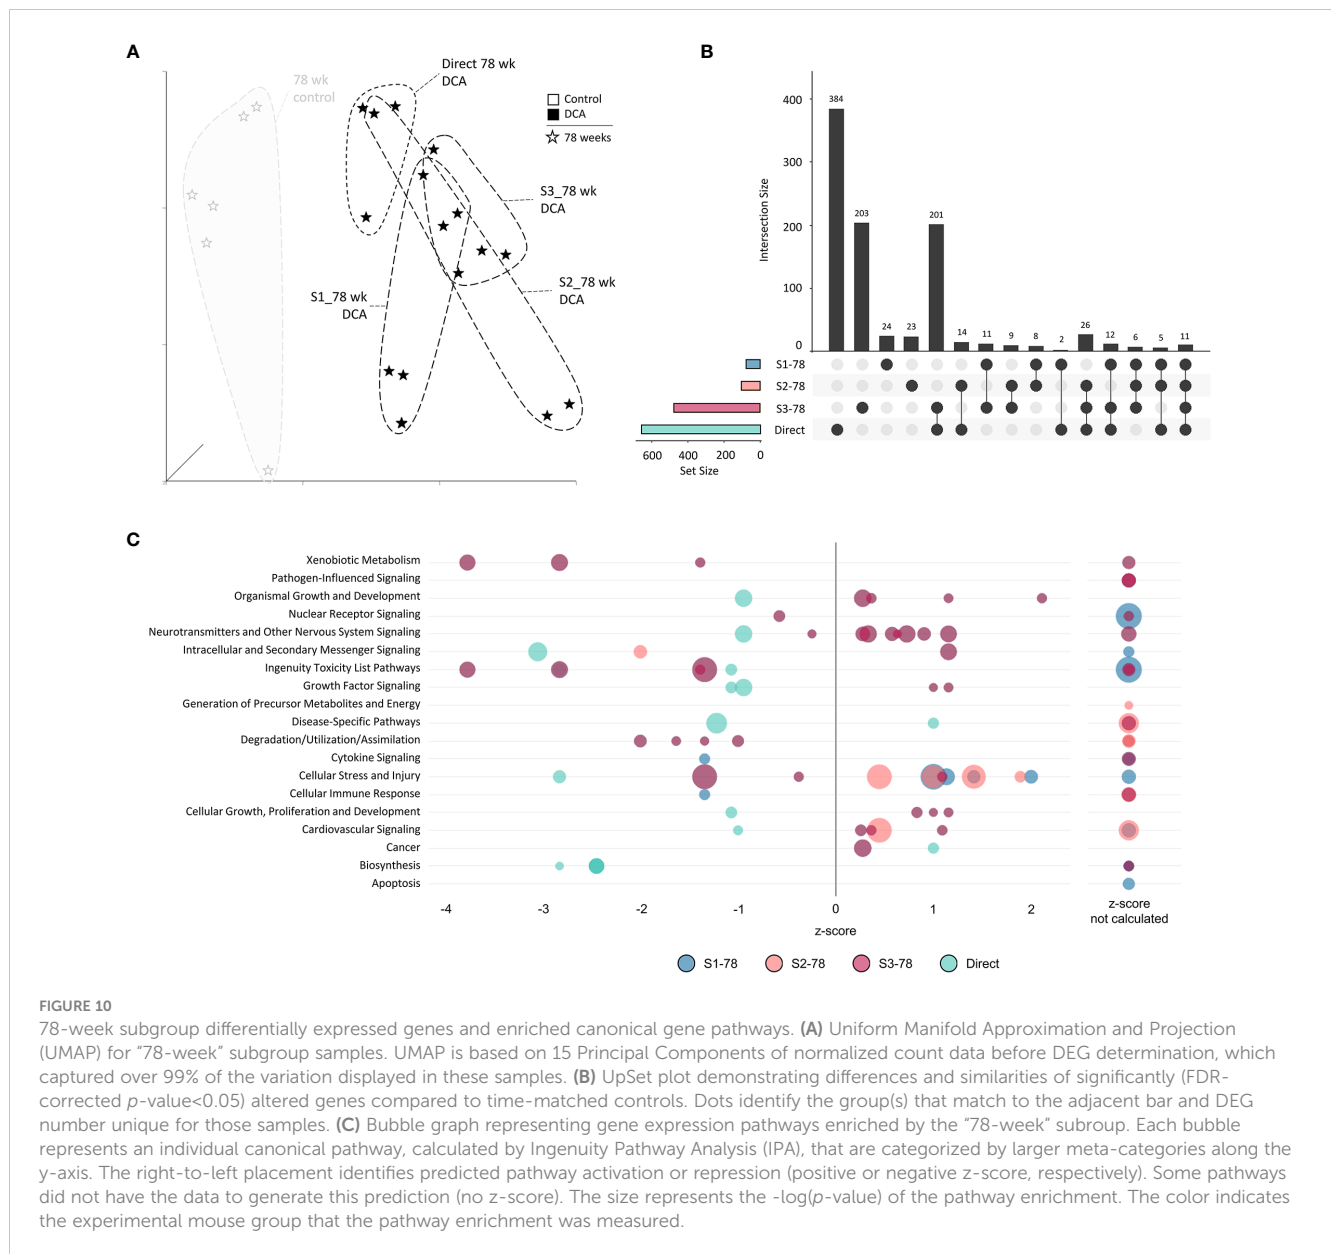 A
Direct 78 wk
DCA
78 wk
control
Control
DCA
78 weeks
S3_78 wk
DCA
S2_78 wk
DCA
S1_78 wk
DCA
B
Intersection Size
400
300
200
100
0
384
203
24
23
201
14
11
9
8
2
26
12
6
5
11
S1-78
S2-78
S3-78
Direct
600 400 200 0
Set Size
C
Xenobiotic Metabolism
Pathogen-Influenced Signaling
Organismal Growth and Development
Nuclear Receptor Signaling
Neurotransmitters and Other Nervous System Signaling
Intracellular and Secondary Messenger Signaling
Ingenuity Toxicity List Pathways
Growth Factor Signaling
Generation of Precursor Metabolites and Energy
Disease-Specific Pathways
Degradation/Utilization/Assimilation
Cytokine Signaling
Cellular Stress and Injury
Cellular Immune Response
Cellular Growth, Proliferation and Development
Cardiovascular Signaling
Cancer
Biosynthesis
Apoptosis
-4 -3 -2 -1 0 1 2
z-score
z-score
not calculated
S1-78 S2-78 S3-78 Direct
FIGURE 10
78-week subgroup differentially expressed genes and enriched canonical gene pathways. (A) Uniform Manifold Approximation and Projection
(UMAP) for “78-week” subgroup samples. UMAP is based on 15 Principal Components of normalized count data before DEG determination, which
captured over 99% of the variation displayed in these samples. (B) UpSet plot demonstrating differences and similarities of significantly (FDR-
corrected p-value<0.05) altered genes compared to time-matched controls. Dots identify the group(s) that match to the adjacent bar and DEG
number unique for those samples. (C) Bubble graph representing gene expression pathways enriched by the “78-week” subroup. Each bubble
represents an individual canonical pathway, calculated by Ingenuity Pathway Analysis (IPA), that are categorized by larger meta-categories along the
y-axis. The right-to-left placement identifies predicted pathway activation or repression (positive or negative z-score, respectively). Some pathways
did not have the data to generate this prediction (no z-score). The size represents the -log(p-value) of the pathway enrichment. The color indicates
the experimental mouse group that the pathway enrichment was measured.